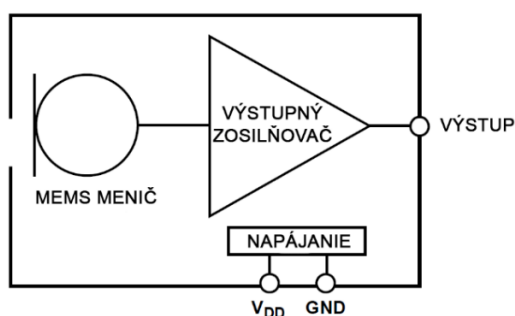 VÝSTUPNÝ
ZOSILŇOVAČ
VÝSTUP
MEMS MENIČ
NAPÁJANIE
VDD GND